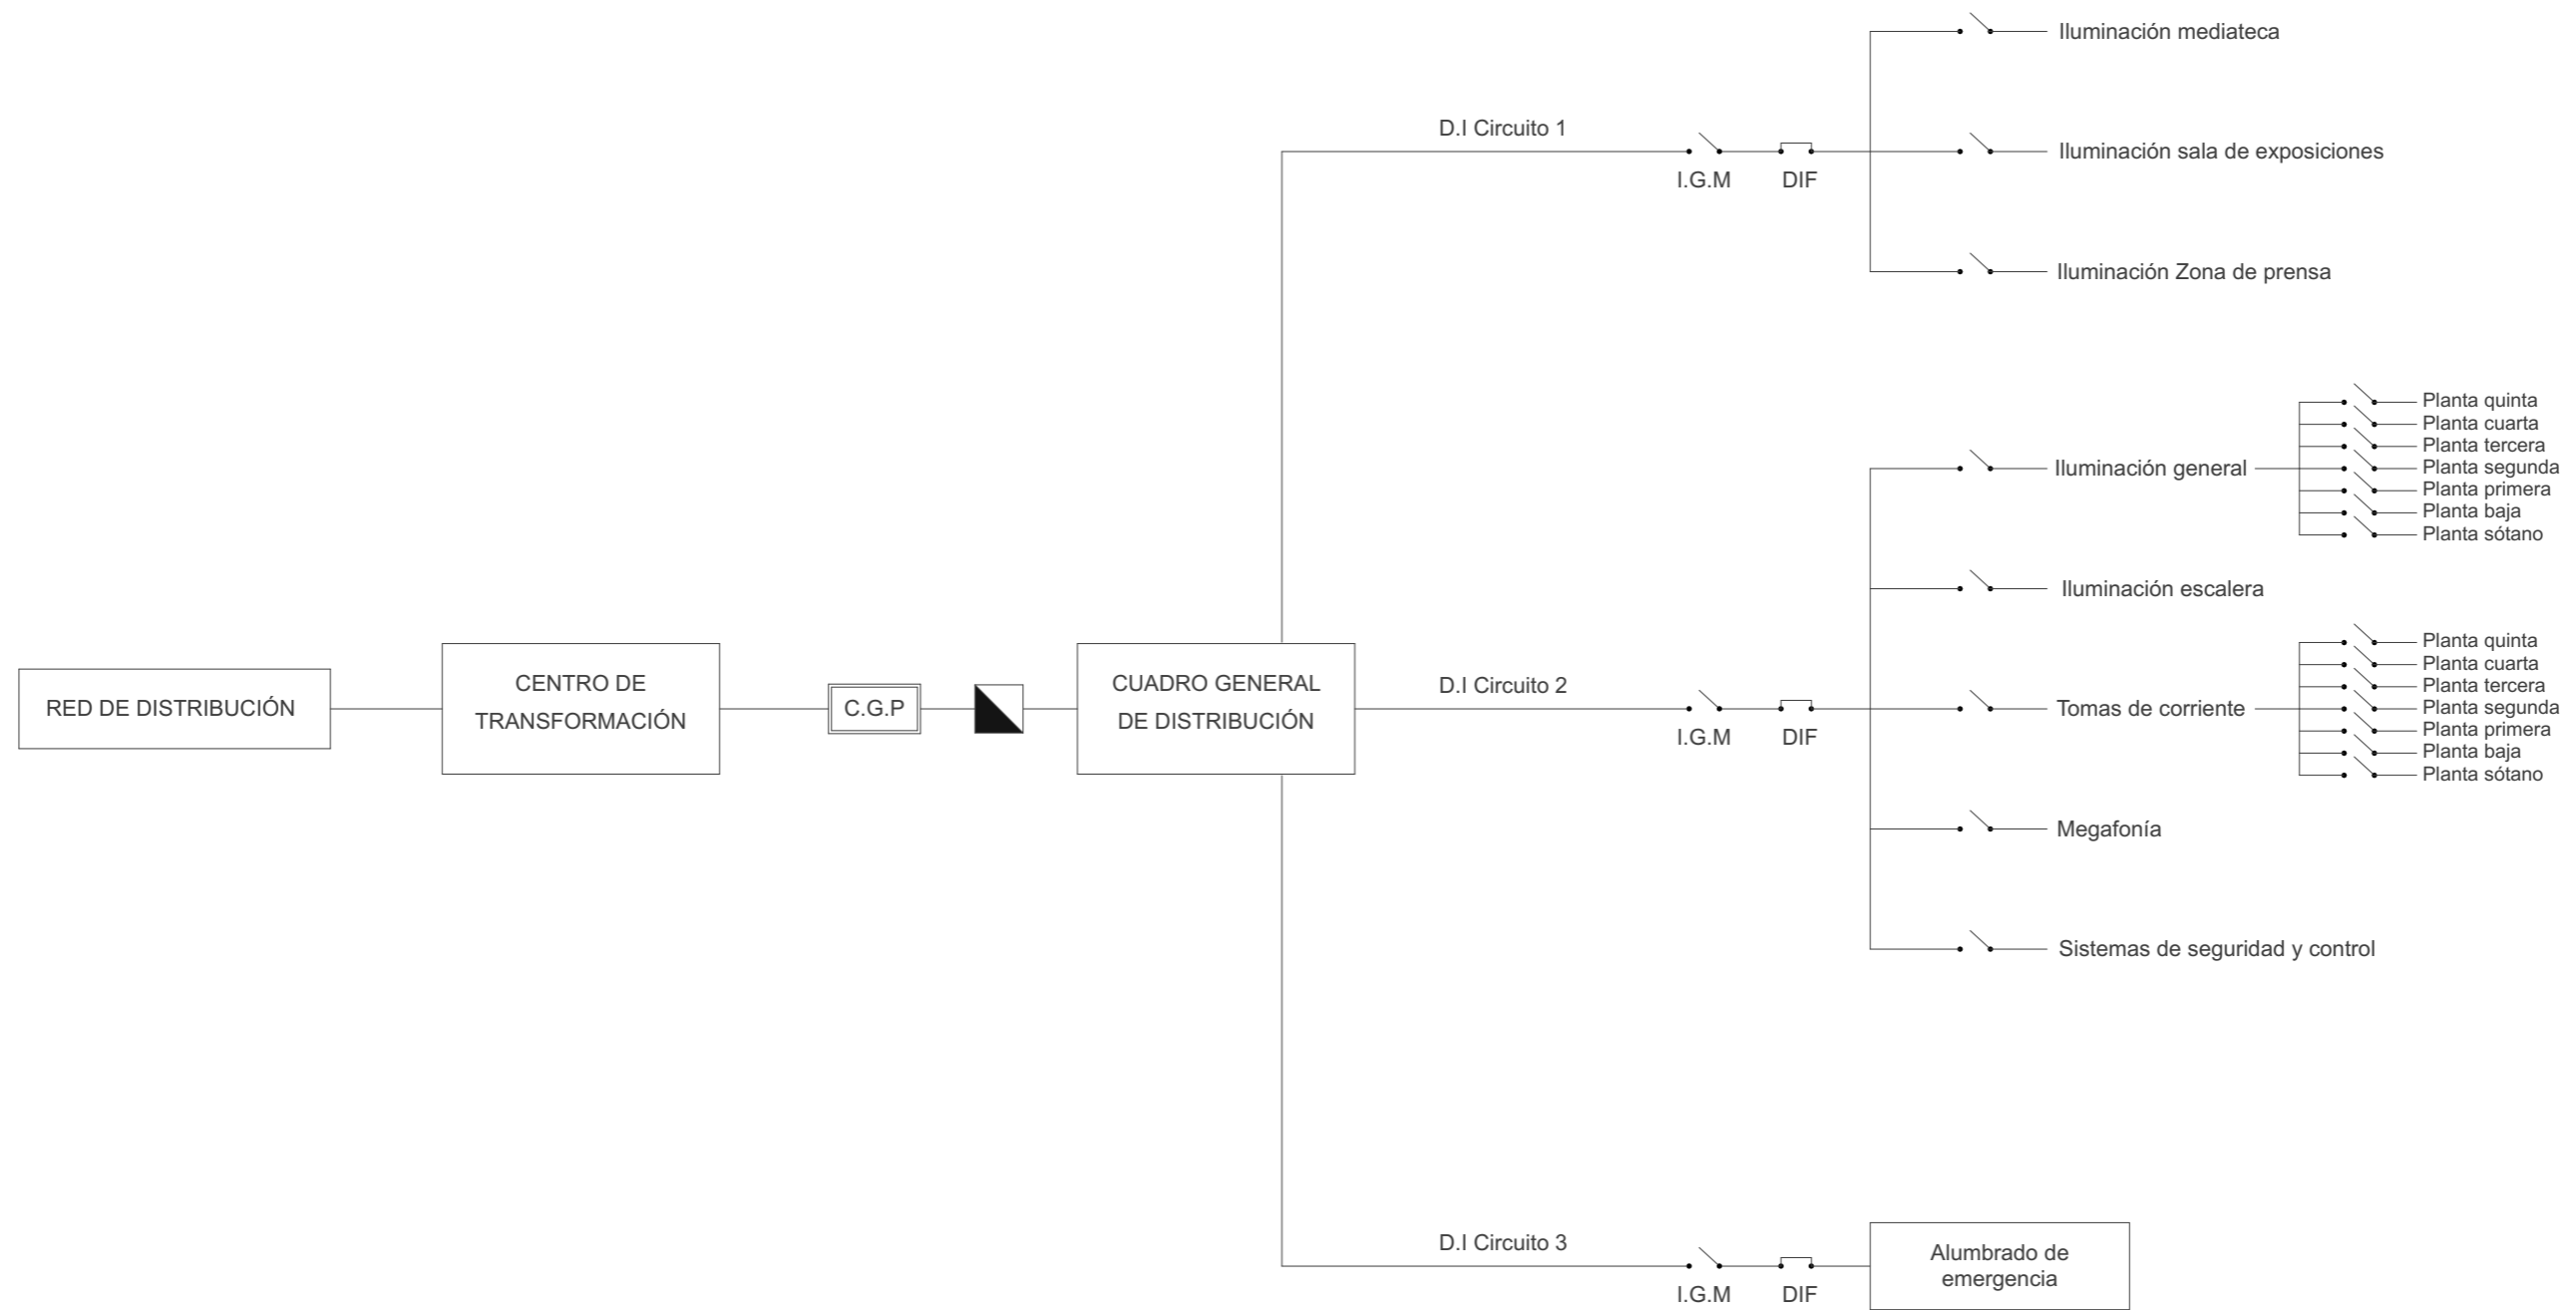 Iluminación mediateca
D.I Circuito 1
Iluminación sala de exposiciones
I.G.M
DIF
Iluminación Zona de prensa
Planta quinta
Planta cuarta
Planta tercera
Iluminación general
Planta segunda
Planta primera
Planta baja
Planta sótano
Iluminación escalera
RED DE DISTRIBUCIÓN
CENTRO DE
TRANSFORMACIÓN
C.G.P
CUADRO GENERAL
DE DISTRIBUCIÓN
D.I Circuito 2
I.G.M
DIF
Planta quinta
Planta cuarta
Planta tercera
Tomas de corriente
Planta segunda
Planta primera
Planta baja
Planta sótano
Megafonía
Sistemas de seguridad y control
D.I Circuito 3
I.G.M
DIF
Alumbrado de
emergencia